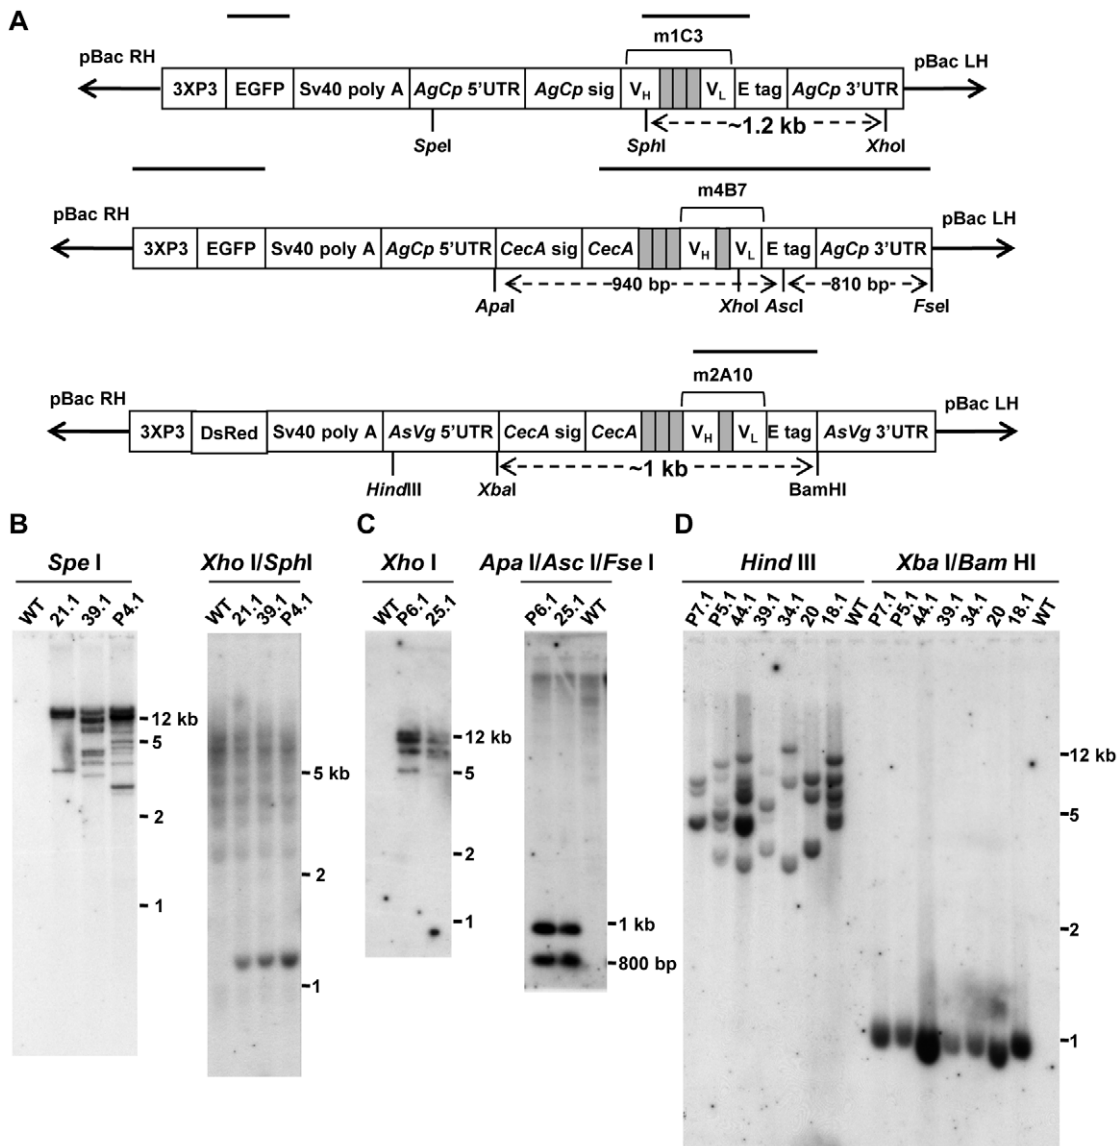 A
m1C3
pBac RH
pBac LH
3XP3 EGFP Sv40 poly A AgCp 5'UTR AgCp sig VH VL E tag AgCp 3'UTR
~1.2 kb
SpeI SphI XhoI
m4B7
pBac RH
pBac LH
3XP3 EGFP Sv40 poly A AgCp 5'UTR CecA sig CecA VH VL E tag AgCp 3'UTR
940 bp 810 bp
ApaI XhoI AscI FseI
m2A10
pBac RH
pBac LH
3XP3 DsRed Sv40 poly A AsVg 5'UTR CecA sig CecA VH VL E tag AsVg 3'UTR
~1 kb
HindIII XbaI BamHI
B
Spe I
WT 21.1 39.1 P4.1
12 kb
5
2
1
Xho I/SphI
WT 21.1 39.1 P4.1
5 kb
2
1
C
Xho I
WT P6.1 25.1
12 kb
5
2
1
Apa I/Asc I/Fse I
P6.1 25.1 WT
1 kb
800 bp
D
Hind III Xba I/Bam HI
P7.1 P5.1 44.1 39.1 34.1 20 18.1 WT P7.1 P5.1 44.1 39.1 34.1 20 18.1 WT
12 kb
5
2
1